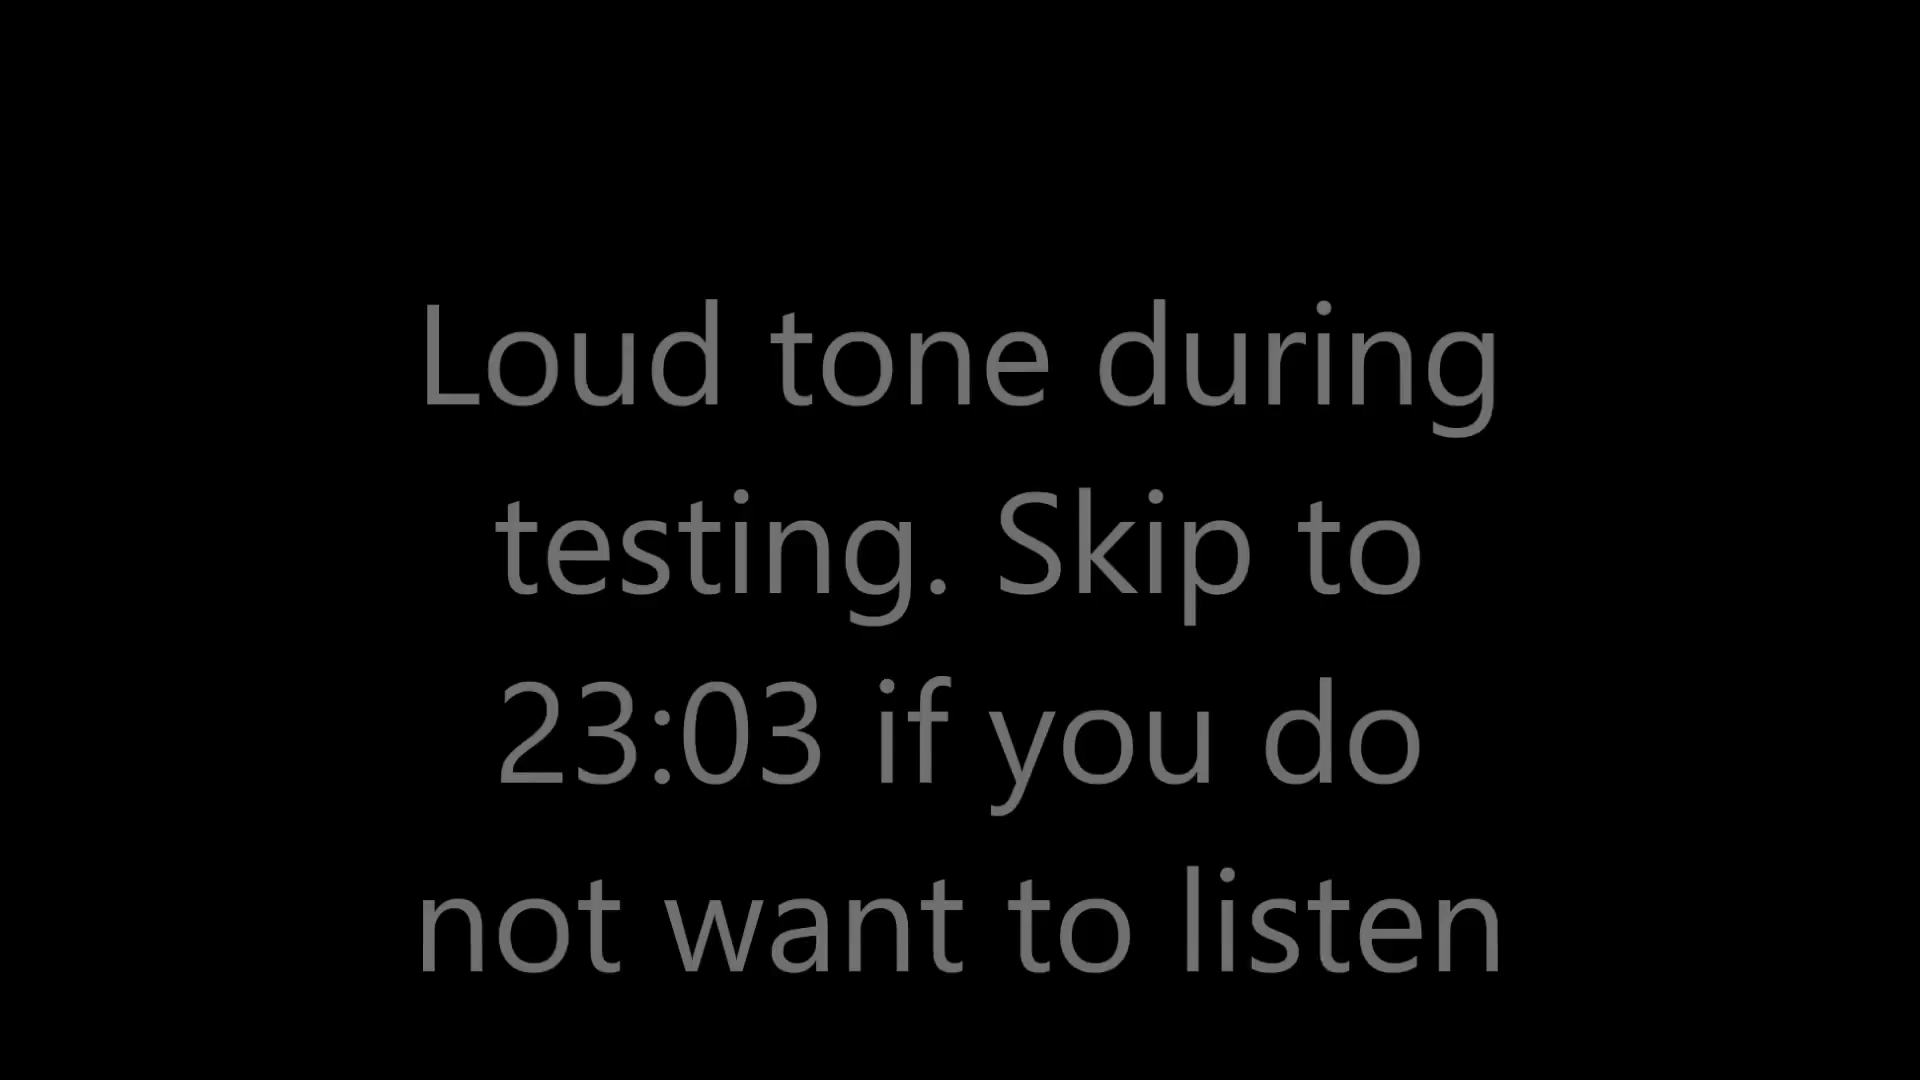 Loud tone during
testing. Skip to
23:03 if you do
not want to listen